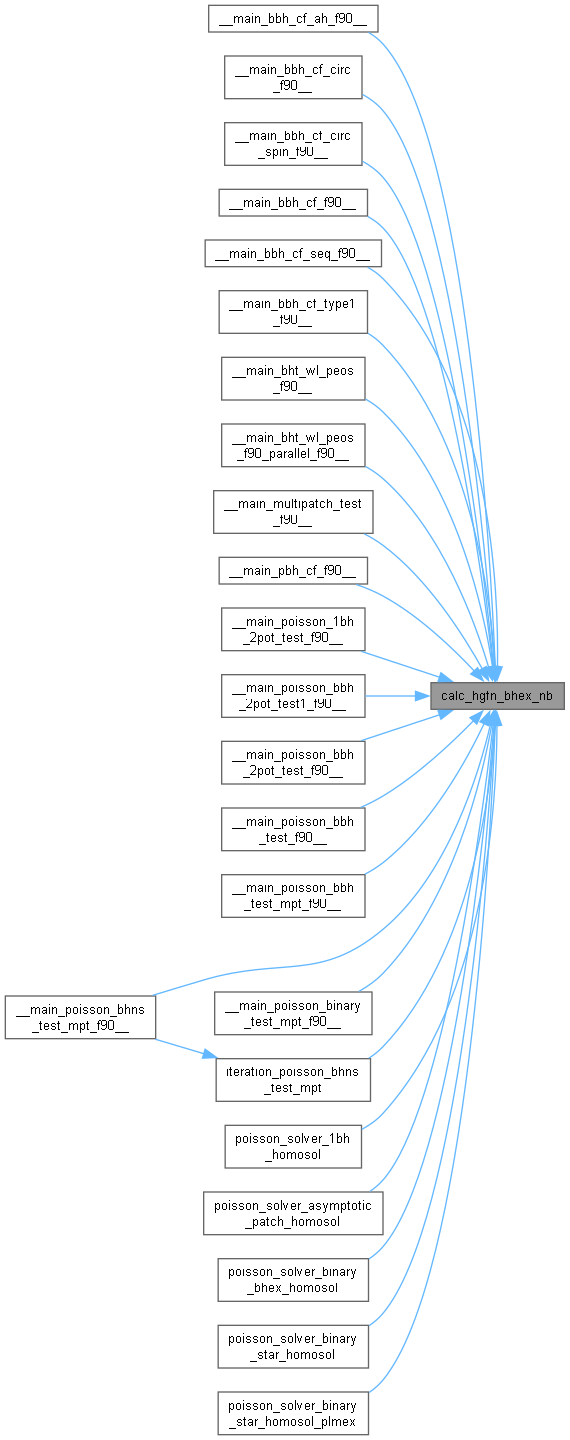 __main_bbh_cf_ah_f90__
__main_bbh_cf_circ
_f90__
__main_bbh_cf_circ
_spin_f90__
__main_bbh_cf_f90__
__main_bbh_cf_seq_f90__
__main_bbh_cf_type1
_f90__
__main_bht_wl_peos
_f90__
__main_bht_wl_peos
_f90_parallel_f90__
__main_multipatch_test
_f90__
__main_pbh_cf_f90__
__main_poisson_1bh
_2pot_test_f90__
__main_poisson_bbh
_2pot_test1_f90__
calc_hgfn_bhex_nb
__main_poisson_bbh
_2pot_test_f90__
__main_poisson_bbh
_test_f90__
__main_poisson_bbh
_test_mpt_f90__
__main_poisson_bhns
_test_mpt_f90__
__main_poisson_binary
_test_mpt_f90__
iteration_poisson_bhns
_test_mpt
poisson_solver_1bh
_homosol
poisson_solver_asymptotic
_patch_homosol
poisson_solver_binary
_bhex_homosol
poisson_solver_binary
_star_homosol
poisson_solver_binary
_star_homosol_plmex